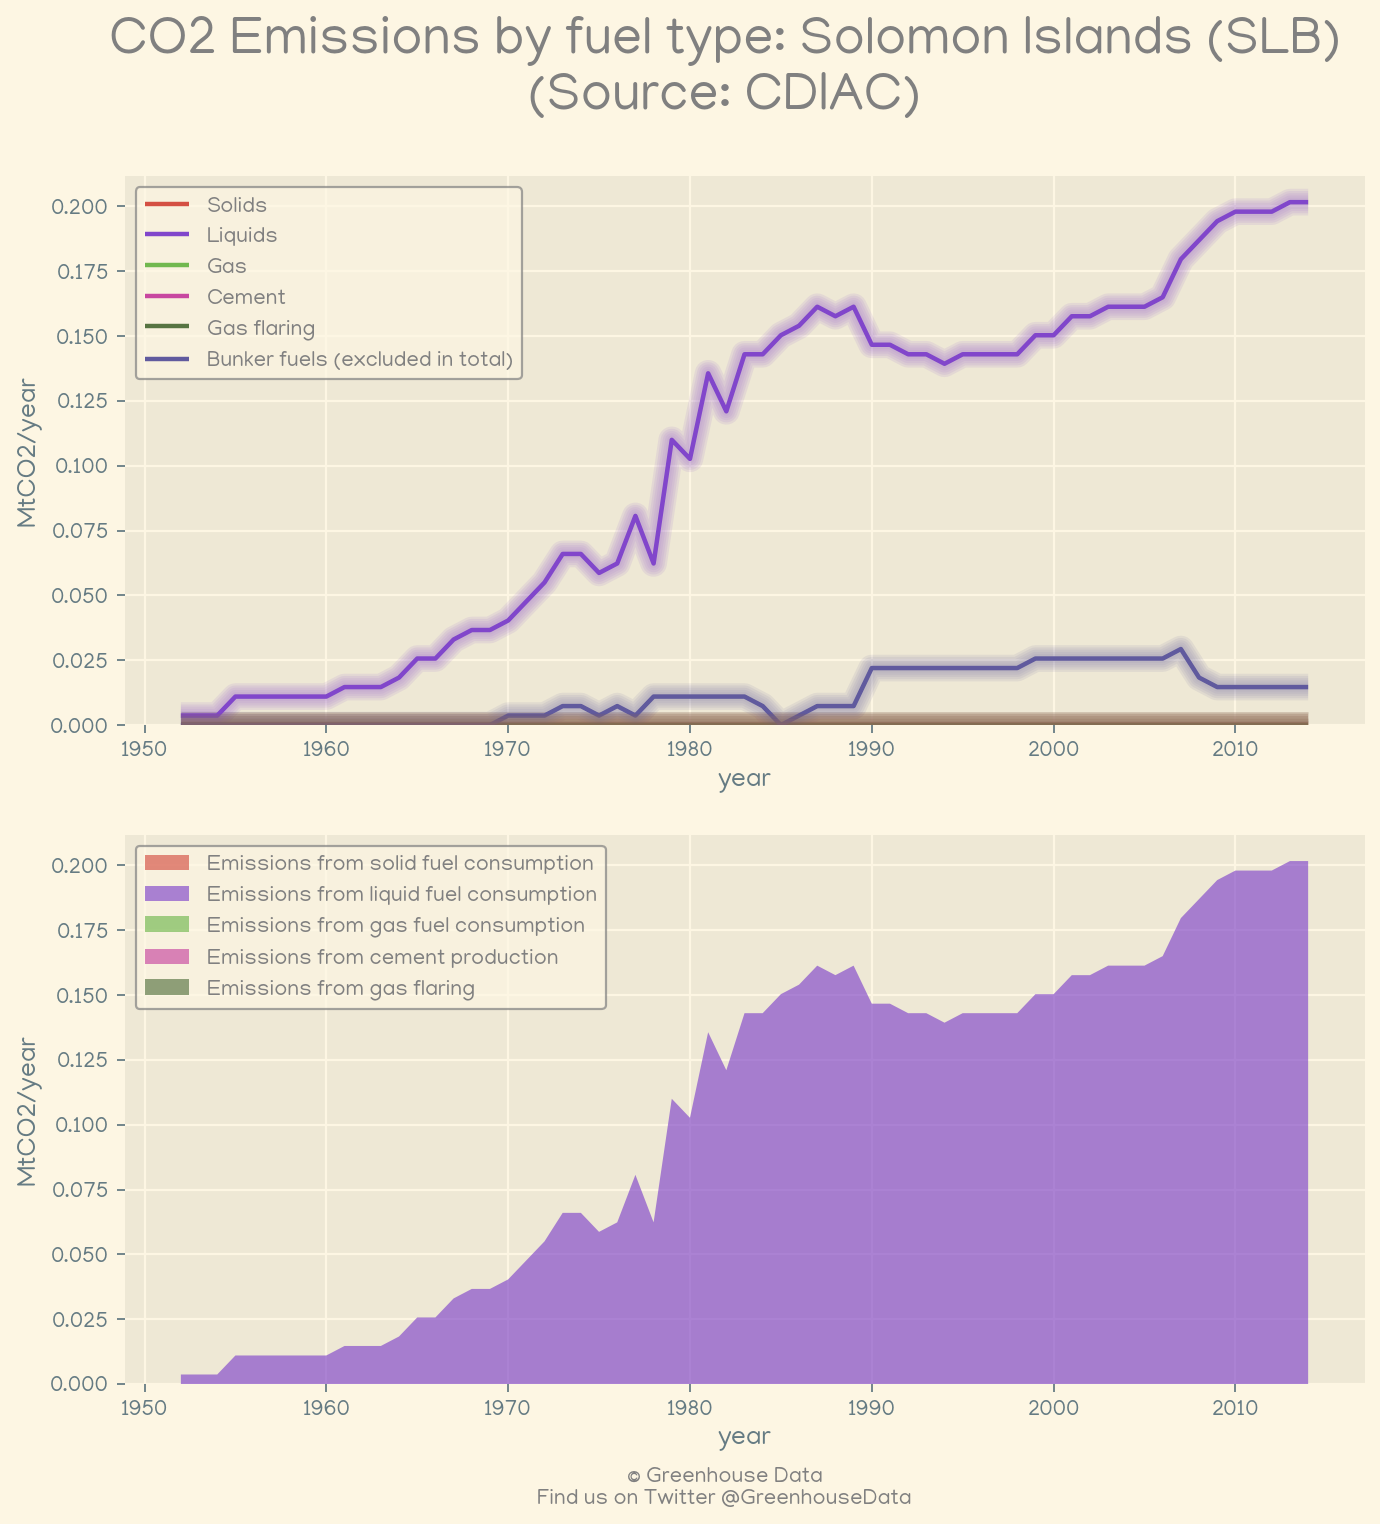 CO2 Emissions by fuel type: Solomon Islands (SLB)
(Source: CDIAC)
Solids
Liquids
Gas
Cement
Gas flaring
Bunker fuels (excluded in total)
MtCO2/year
0.200
0.175
0.150
0.125
0.100
0.075
0.050
0.025
0.000
1950 1960 1970 1980 1990 2000 2010
year
Emissions from solid fuel consumption
Emissions from liquid fuel consumption
Emissions from gas fuel consumption
Emissions from cement production
Emissions from gas flaring
MtCO2/year
0.200
0.175
0.150
0.125
0.100
0.075
0.050
0.025
0.000
1950 1960 1970 1980 1990 2000 2010
year
© Greenhouse Data
Find us on Twitter @GreenhouseData